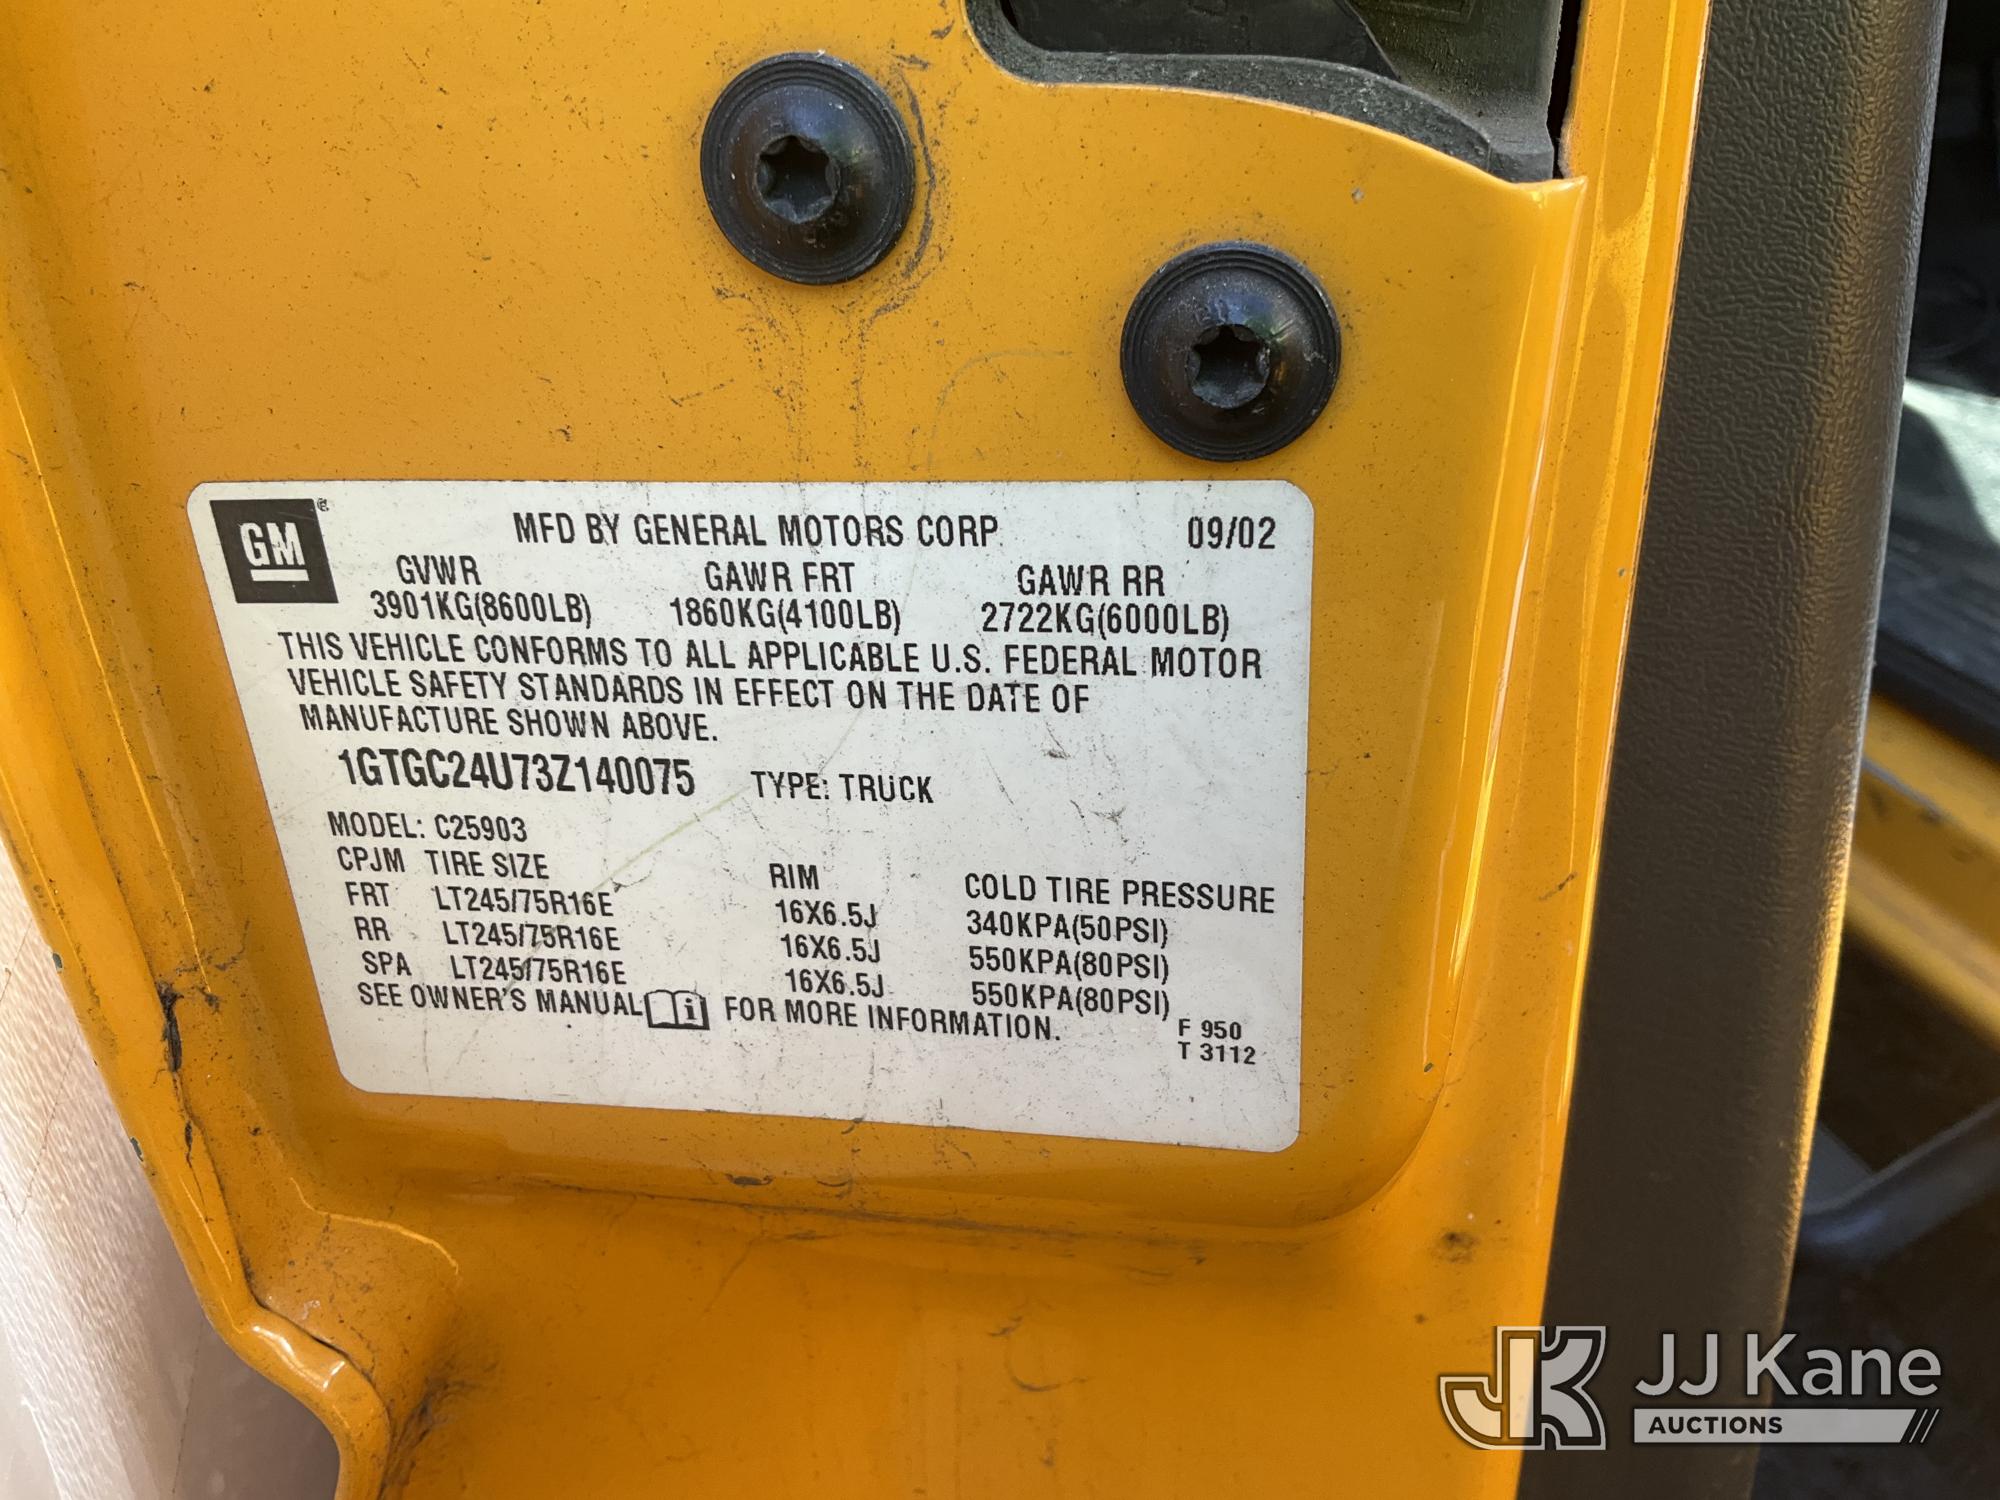 GM ®
MFD BY GENERAL MOTORS CORP 09/02
GVWR GAWR FRT GAWR RR
3901KG(8600LB) 1860KG(4100LB) 2722KG(6000LB)
THIS VEHICLE CONFORMS TO ALL APPLICABLE U.S. FEDERAL MOTOR
VEHICLE SAFETY STANDARDS IN EFFECT ON THE DATE OF
MANUFACTURE SHOWN ABOVE.
1GTGC24U73Z140075 TYPE: TRUCK
MODEL: C25903
CPJM TIRE SIZE RIM COLD TIRE PRESSURE
FRT LT245/75R16E 16X6.5J 340KPA(50PSI)
RR LT245/75R16E 16X6.5J 550KPA(80PSI)
SPA LT245/75R16E 16X6.5J 550KPA(80PSI)
SEE OWNER'S MANUAL i FOR MORE INFORMATION.
F 950
T 3112
JK JJ Kane
AUCTIONS